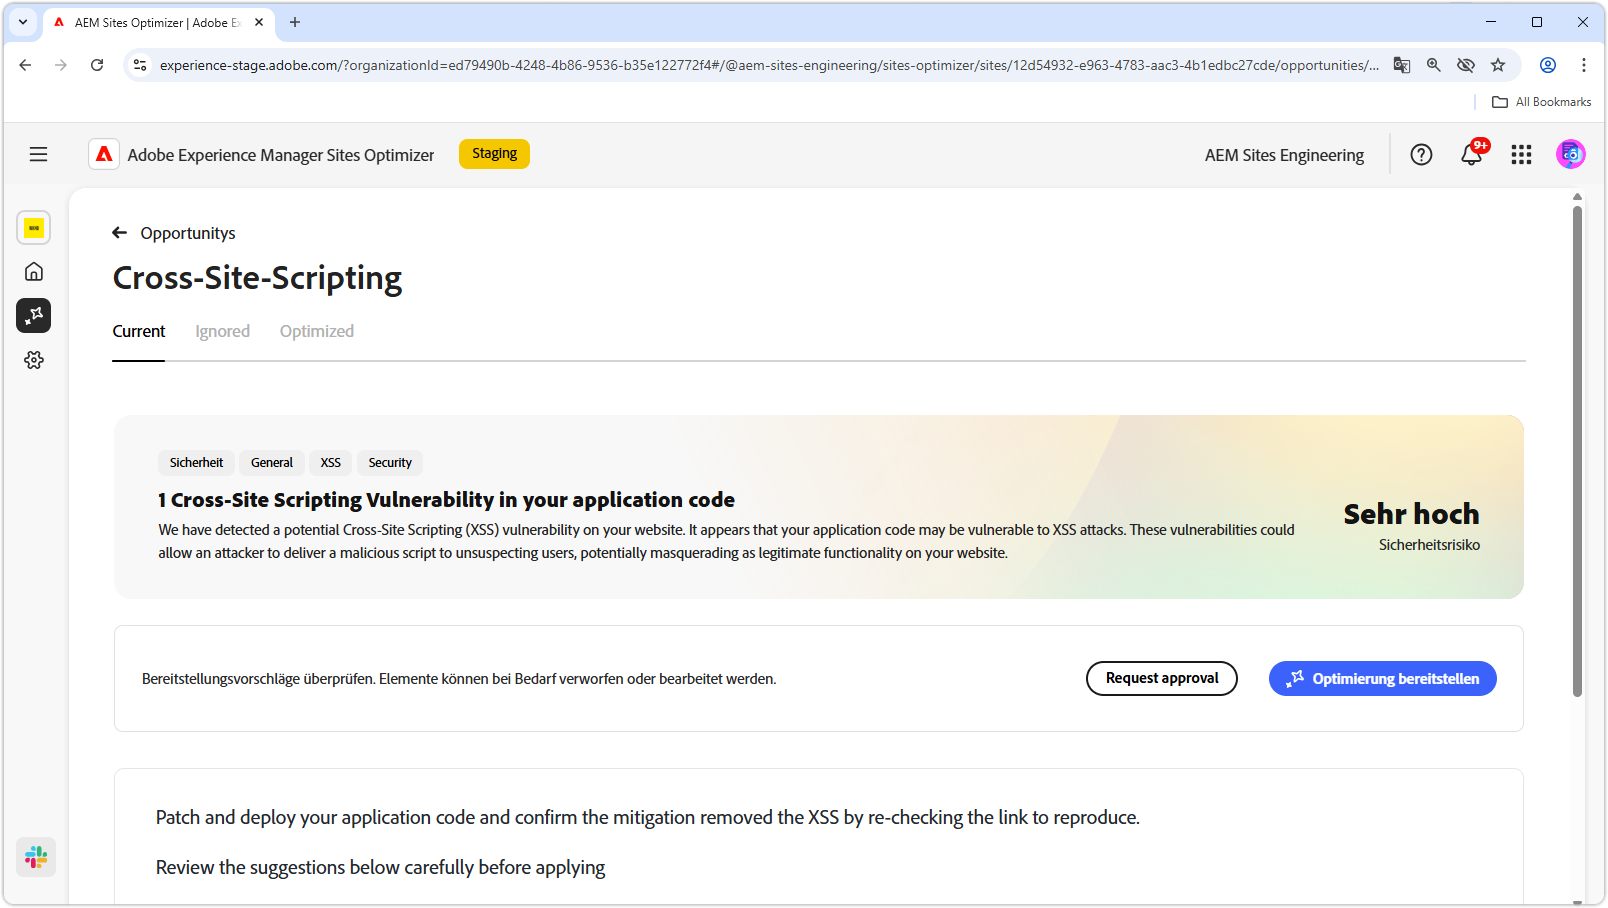 AEM Sites Optimizer | Adobe Ex
experience-stage.adobe.com/?organizationId=ed79490b-4248-4b86-9536-b35e122772f4#/@aem-sites-engineering/sites-optimizer/sites/12d54932-e963-4783-aac3-4b1edbc27cde/opportunities/...
All Bookmarks
Adobe Experience Manager Sites Optimizer
Staging
AEM Sites Engineering
9+
Opportunitys
Cross-Site-Scripting
Current
Ignored
Optimized
Sicherheit
General
XSS
Security
1 Cross-Site Scripting Vulnerability in your application code
We have detected a potential Cross-Site Scripting (XSS) vulnerability on your website. It appears that your application code may be vulnerable to XSS attacks. These vulnerabilities could
allow an attacker to deliver a malicious script to unsuspecting users, potentially masquerading as legitimate functionality on your website.
Sehr hoch
Sicherheitsrisiko
Bereitstellungsvorschläge überprüfen. Elemente können bei Bedarf verworfen oder bearbeitet werden.
Request approval
Optimierung bereitstellen
Patch and deploy your application code and confirm the mitigation removed the XSS by re-checking the link to reproduce.
Review the suggestions below carefully before applying